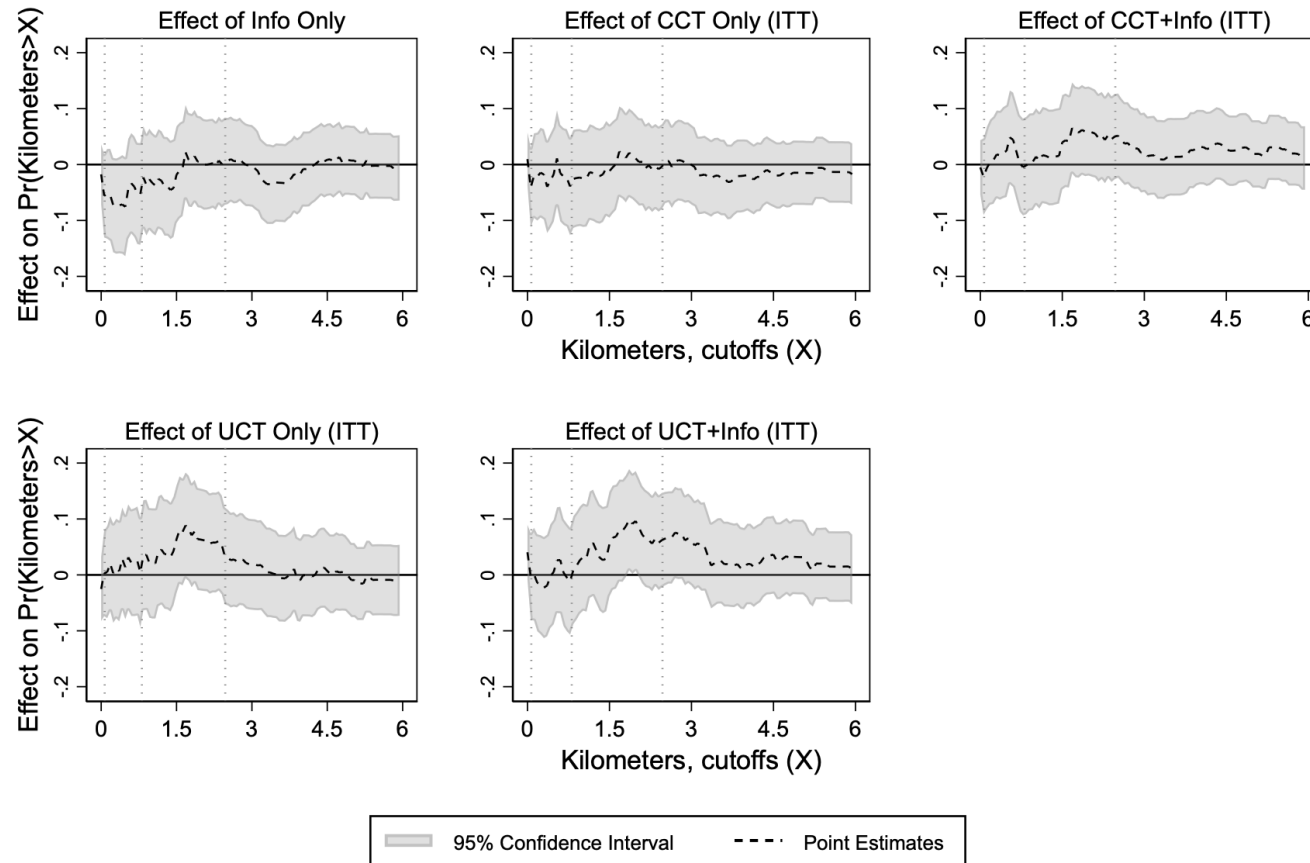 Effect of Info Only
Effect of CCT Only (ITT)
Effect of CCT+Info (ITT)
Effect on Pr(Kilometers>X)
.2
.1
0
-.1
-.2
.2
.1
0
-.1
-.2
.2
.1
0
-.1
-.2
0 1.5 3 4.5 6
0 1.5 3 4.5 6
0 1.5 3 4.5 6
Kilometers, cutoffs (X)
Effect of UCT Only (ITT)
Effect of UCT+Info (ITT)
Effect on Pr(Kilometers>X)
.2
.1
0
-.1
-.2
.2
.1
0
-.1
-.2
0 1.5 3 4.5 6
0 1.5 3 4.5 6
Kilometers, cutoffs (X)
95% Confidence Interval
Point Estimates